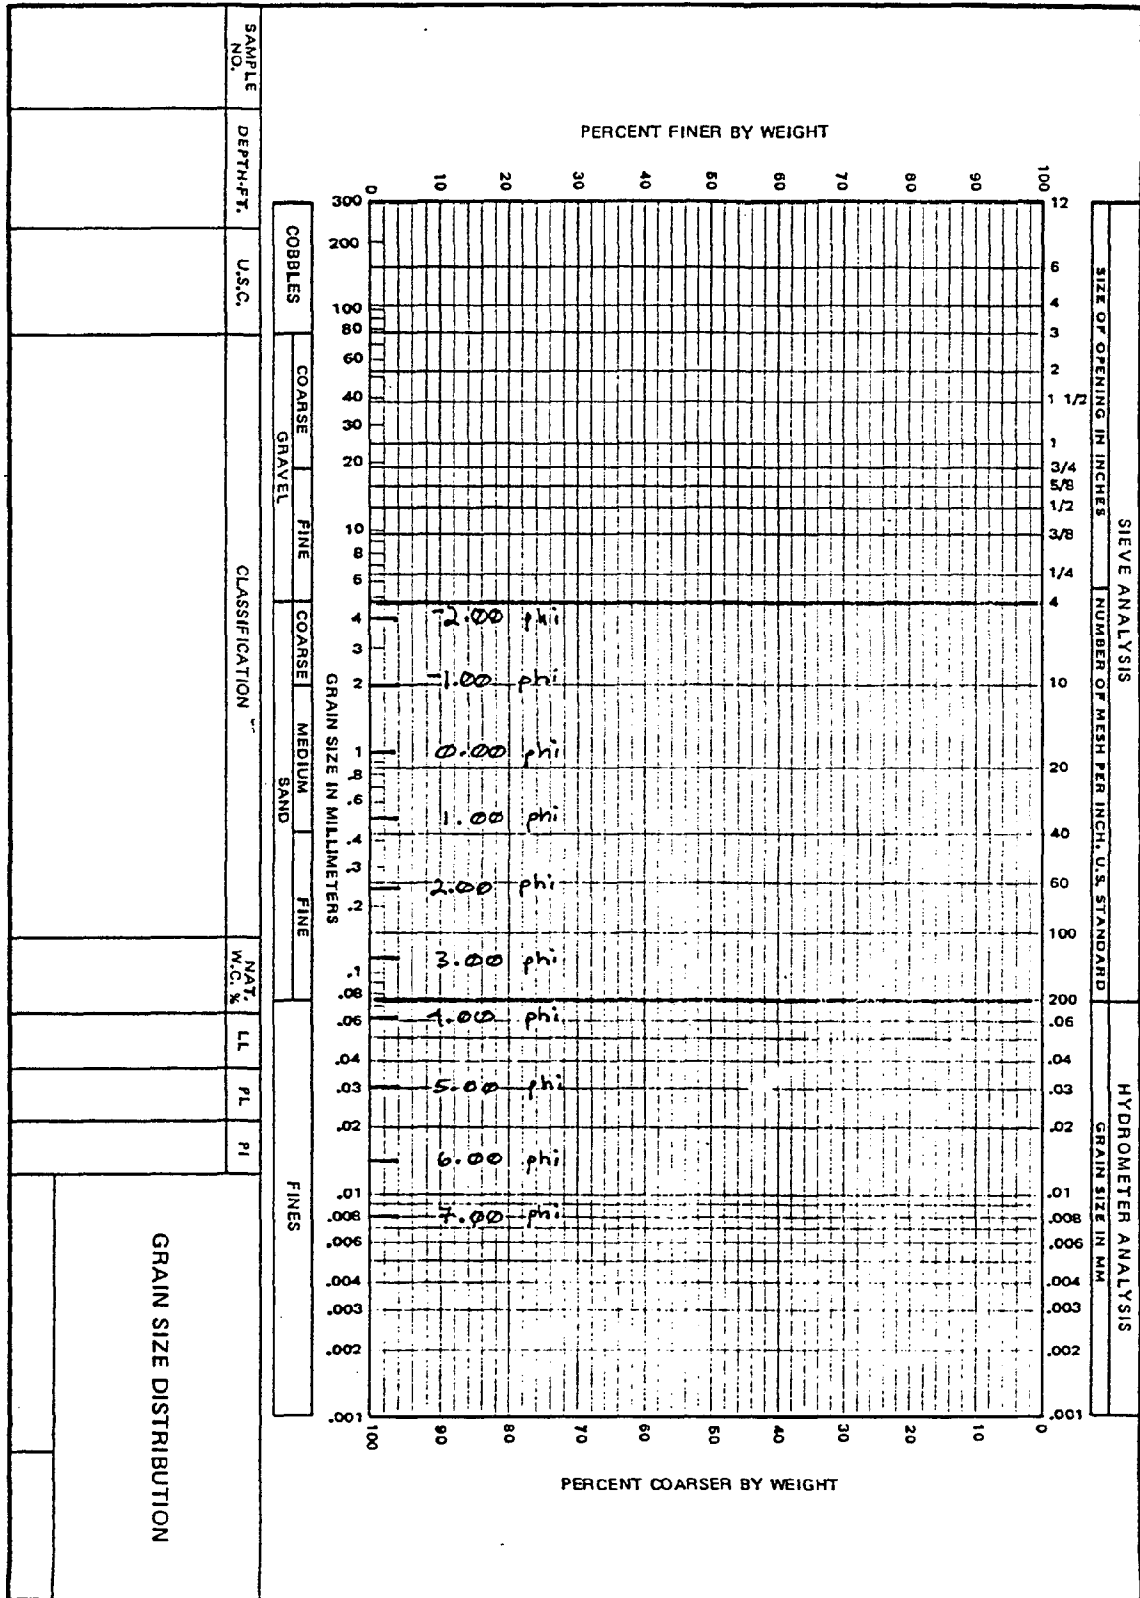 SIEVE ANALYSIS
HYDROMETER ANALYSIS
SIZE OF OPENING IN INCHES
NUMBER OF MESH PER INCH, U.S. STANDARD
GRAIN SIZE IN MM
12
6
4
3
2
1 1/2
1
3/4
5/8
1/2
3/8
1/4
4
10
20
40
60
100
200
.06
.04
.03
.02
.01
.008
.006
.004
.003
.002
.001
PERCENT FINER BY WEIGHT
100
90
80
70
60
50
40
30
20
10
0
PERCENT COARSER BY WEIGHT
0
10
20
30
40
50
60
70
80
90
100
-2.00 phi
-1.00 phi
0.00 phi
1.00 phi
2.00 phi
3.00 phi
4.00 phi
5.00 phi
6.00 phi
7.00 phi
300
200
100
80
60
40
30
20
10
8
6
4
3
2
1
.8
.6
.4
.3
.2
.1
.08
.06
.04
.03
.02
.01
.008
.006
.004
.003
.002
.001
GRAIN SIZE IN MILLIMETERS
COBBLES
COARSE
FINE
GRAVEL
COARSE
MEDIUM
FINE
SAND
FINES
SAMPLE NO.
DEPTH-FT.
U.S.C.
CLASSIFICATION
NAT. W.C. %
LL
PL
PI
GRAIN SIZE DISTRIBUTION